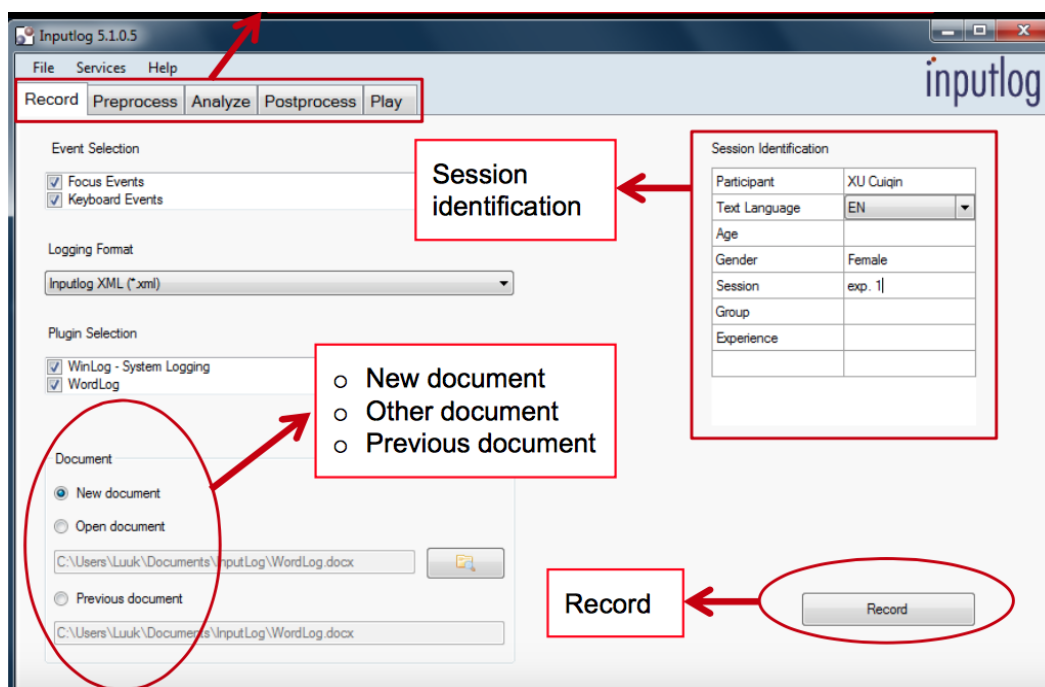 Inputlog 5.1.0.5
File Services Help
inputlog
Record Preprocess Analyze Postprocess Play
Event Selection
Focus Events
Keyboard Events
Session
identification
Session Identification
Participant XU Cuiqin
Text Language EN
Age
Gender Female
Session exp. 1
Group
Experience
Logging Format
Inputlog XML (*.xml)
Plugin Selection
WinLog - System Logging
WordLog
o New document
o Other document
o Previous document
Document
New document
Open document
C:\Users\Luuk\Documents\InputLog\WordLog.docx
Previous document
C:\Users\Luuk\Documents\InputLog\WordLog.docx
Record
Record